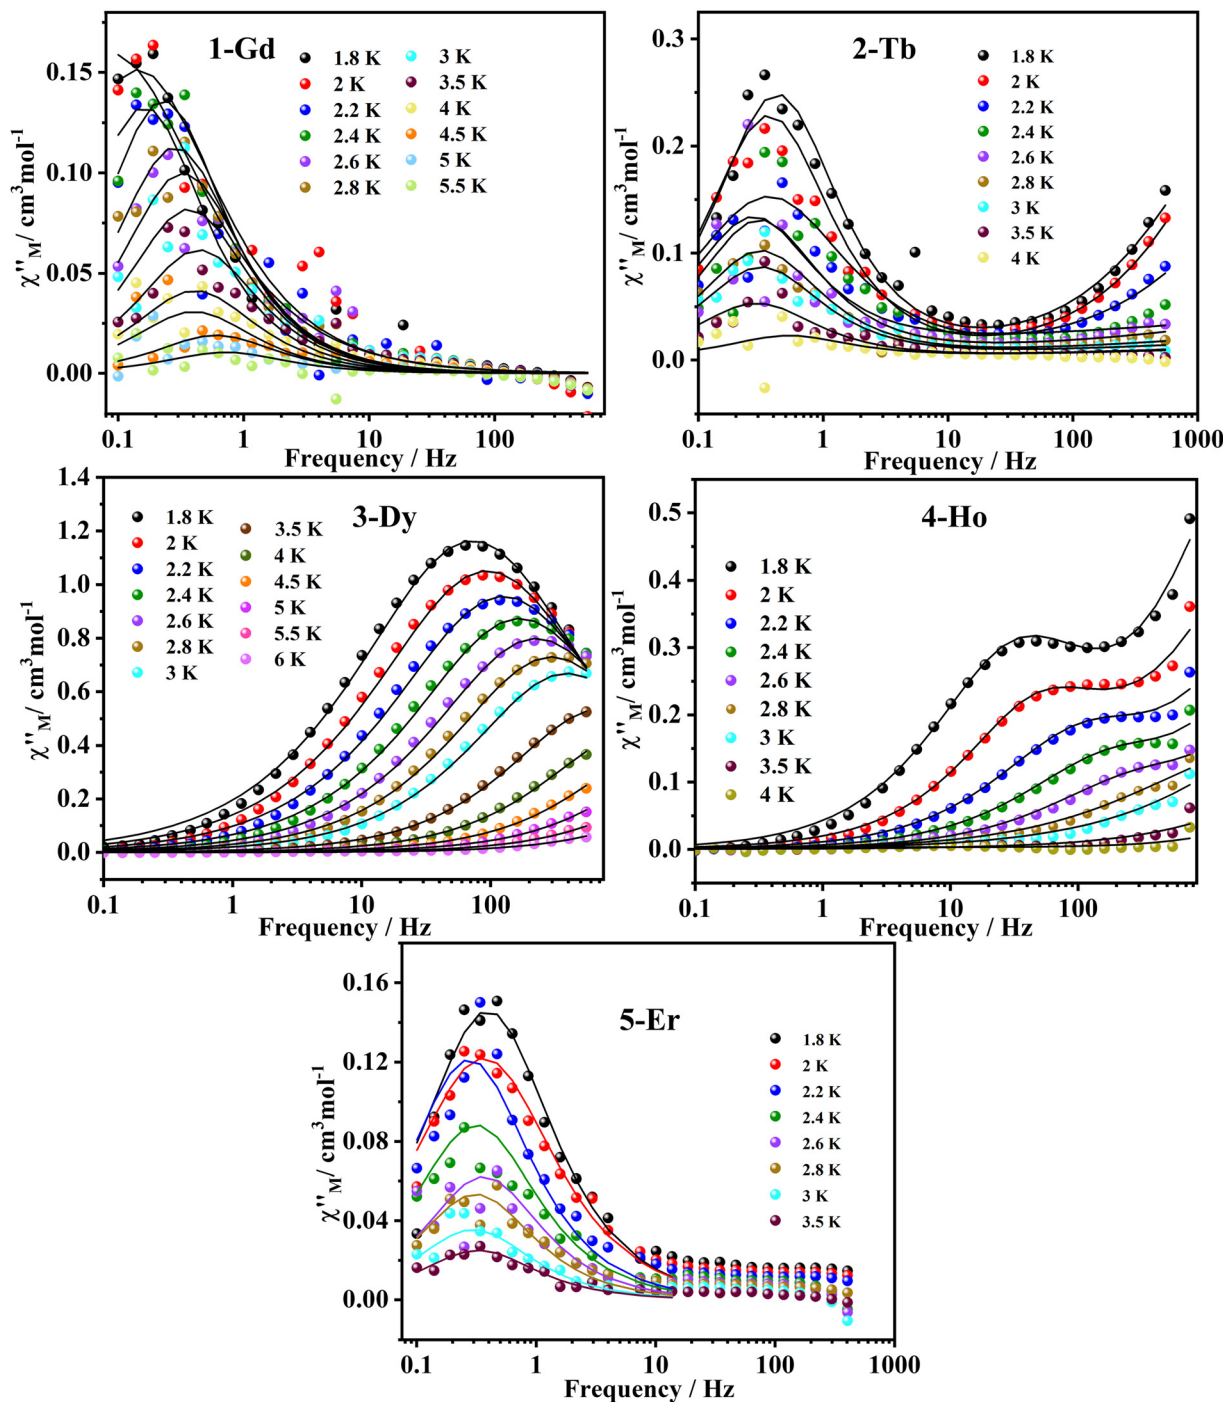 1-Gd
1.8 K
2 K
2.2 K
2.4 K
2.6 K
2.8 K
3 K
3.5 K
4 K
4.5 K
5 K
5.5 K
χ''M/ cm³mol⁻¹
0.15
0.10
0.05
0.00
0.1
1
10
100
Frequency / Hz
2-Tb
1.8 K
2 K
2.2 K
2.4 K
2.6 K
2.8 K
3 K
3.5 K
4 K
χ''M/ cm³mol⁻¹
0.3
0.2
0.1
0.0
0.1
1
10
100
1000
Frequency / Hz
3-Dy
1.8 K
2 K
2.2 K
2.4 K
2.6 K
2.8 K
3 K
3.5 K
4 K
4.5 K
5 K
5.5 K
6 K
χ''M/ cm³mol⁻¹
1.4
1.2
1.0
0.8
0.6
0.4
0.2
0.0
0.1
1
10
100
Frequency / Hz
4-Ho
1.8 K
2 K
2.2 K
2.4 K
2.6 K
2.8 K
3 K
3.5 K
4 K
χ''M/ cm³mol⁻¹
0.5
0.4
0.3
0.2
0.1
0.0
0.1
1
10
100
Frequency / Hz
5-Er
1.8 K
2 K
2.2 K
2.4 K
2.6 K
2.8 K
3 K
3.5 K
χ''M/ cm³mol⁻¹
0.16
0.12
0.08
0.04
0.00
0.1
1
10
100
1000
Frequency / Hz